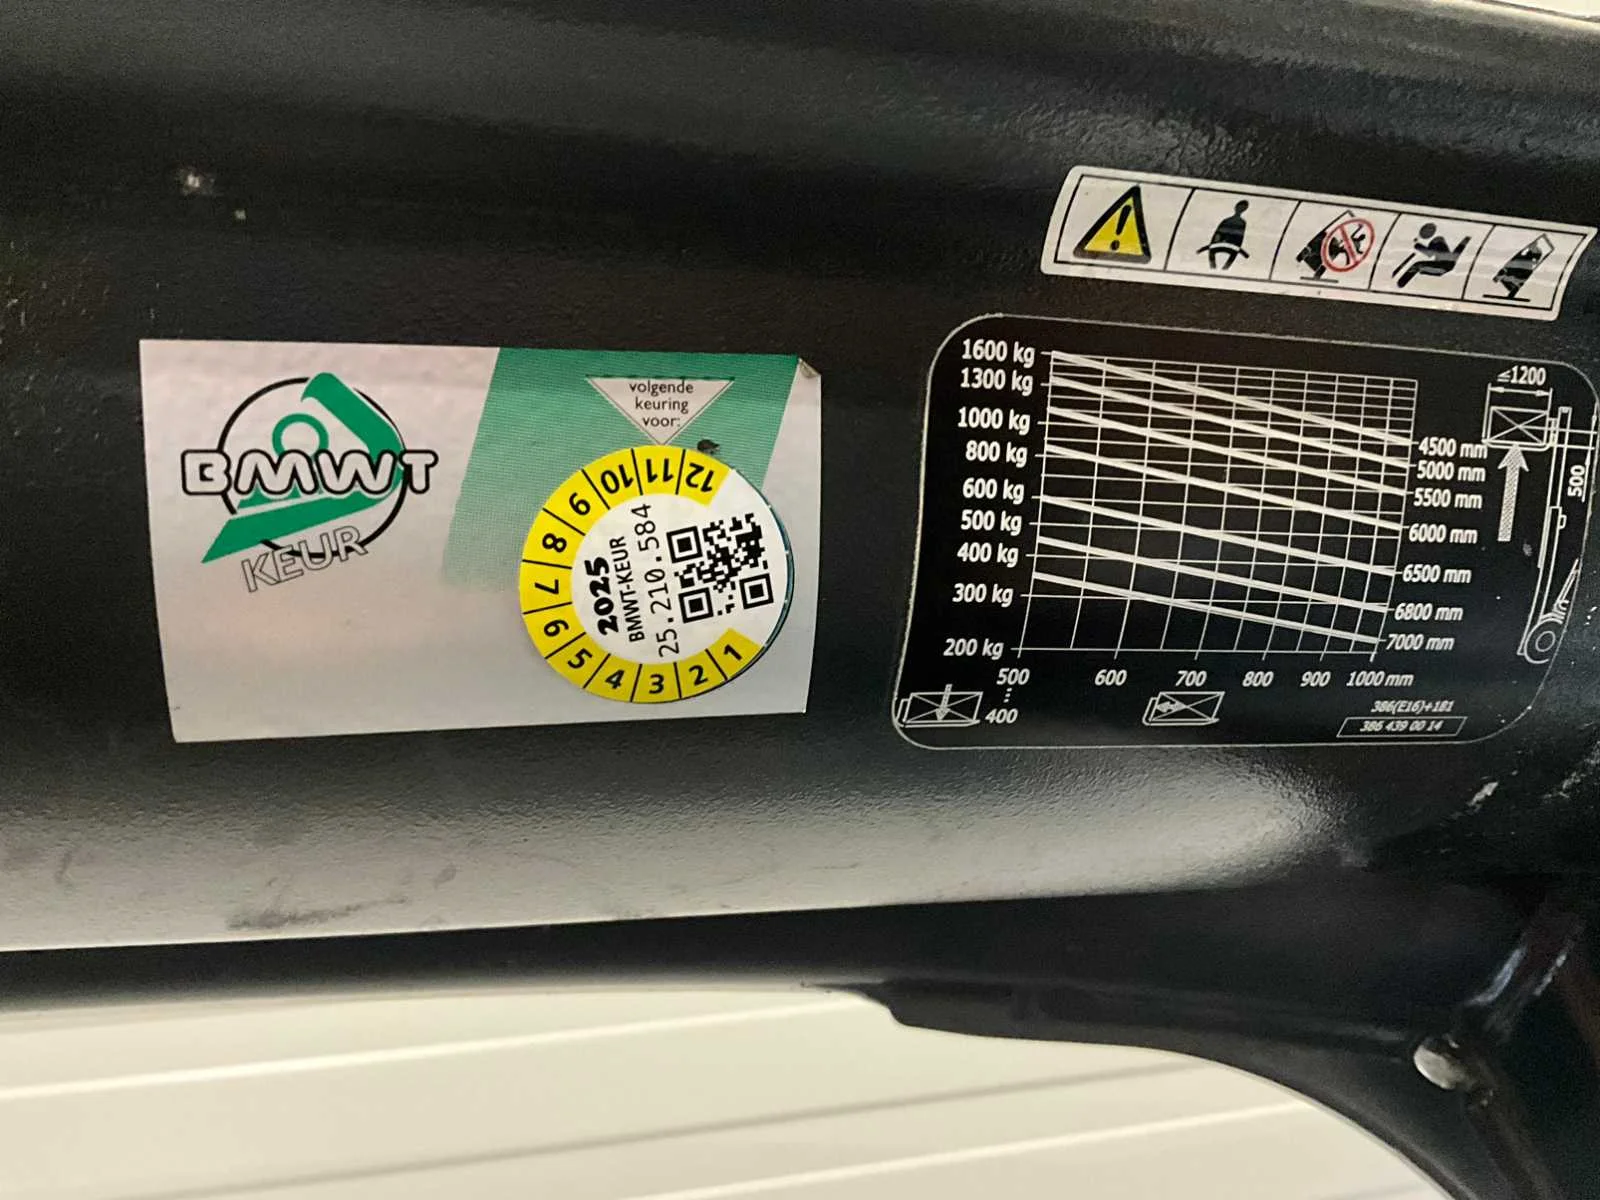 BMWT
KEUR
volgende
keuring
voor:
1 2 3 4 5 6 7 8 9 10 11 12
2025
BMWT-KEUR
25.210.584
1600 kg
1300 kg
1000 kg
800 kg
600 kg
500 kg
400 kg
300 kg
200 kg
4500 mm
5000 mm
5500 mm
6000 mm
6500 mm
6800 mm
7000 mm
500 600 700 800 900 1000 mm
400
≤1200
500
386(E16)+181
386 439 00 14